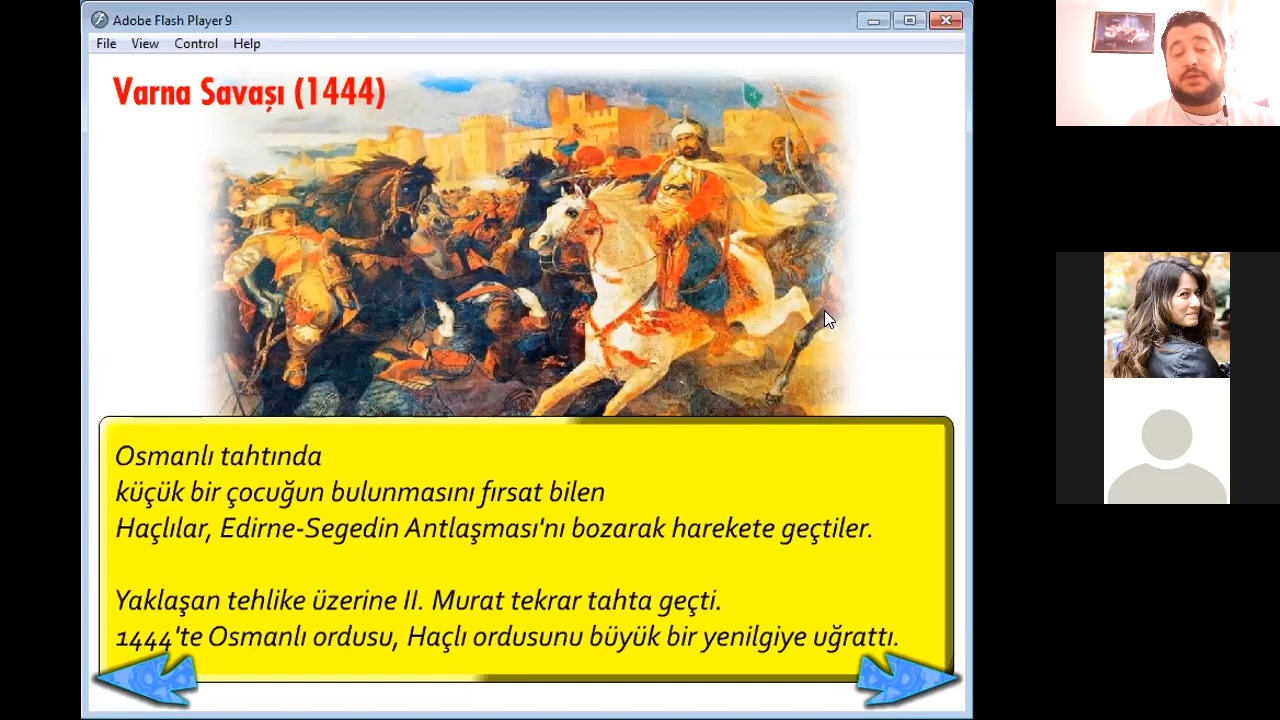 Adobe Flash Player 9
File View Control Help
Varna Savaşı (1444)
Osmanlı tahtında
küçük bir çocuğun bulunmasını fırsat bilen
Haçlılar, Edirne-Segedin Antlaşması'nı bozarak harekete geçtiler.
Yaklaşan tehlike üzerine II. Murat tekrar tahta geçti.
1444'te Osmanlı ordusu, Haçlı ordusunu büyük bir yenilgiye uğrattı.